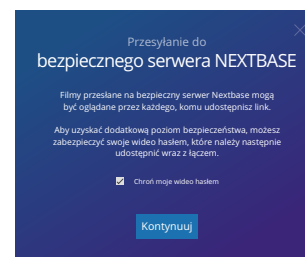 Przesyłanie do
bezpiecznego serwera NEXTBASE
Filmy przesłane na bezpieczny serwer Nextbase mogą
być oglądane przez każdego, komu udostępnisz link.
Aby uzyskać dodatkową poziom bezpieczeństwa, możesz
zabezpieczyć swoje wideo hasłem, które należy następnie
udostępnić wraz z łączem.
Chroń moje wideo hasłem
Kontynuuj